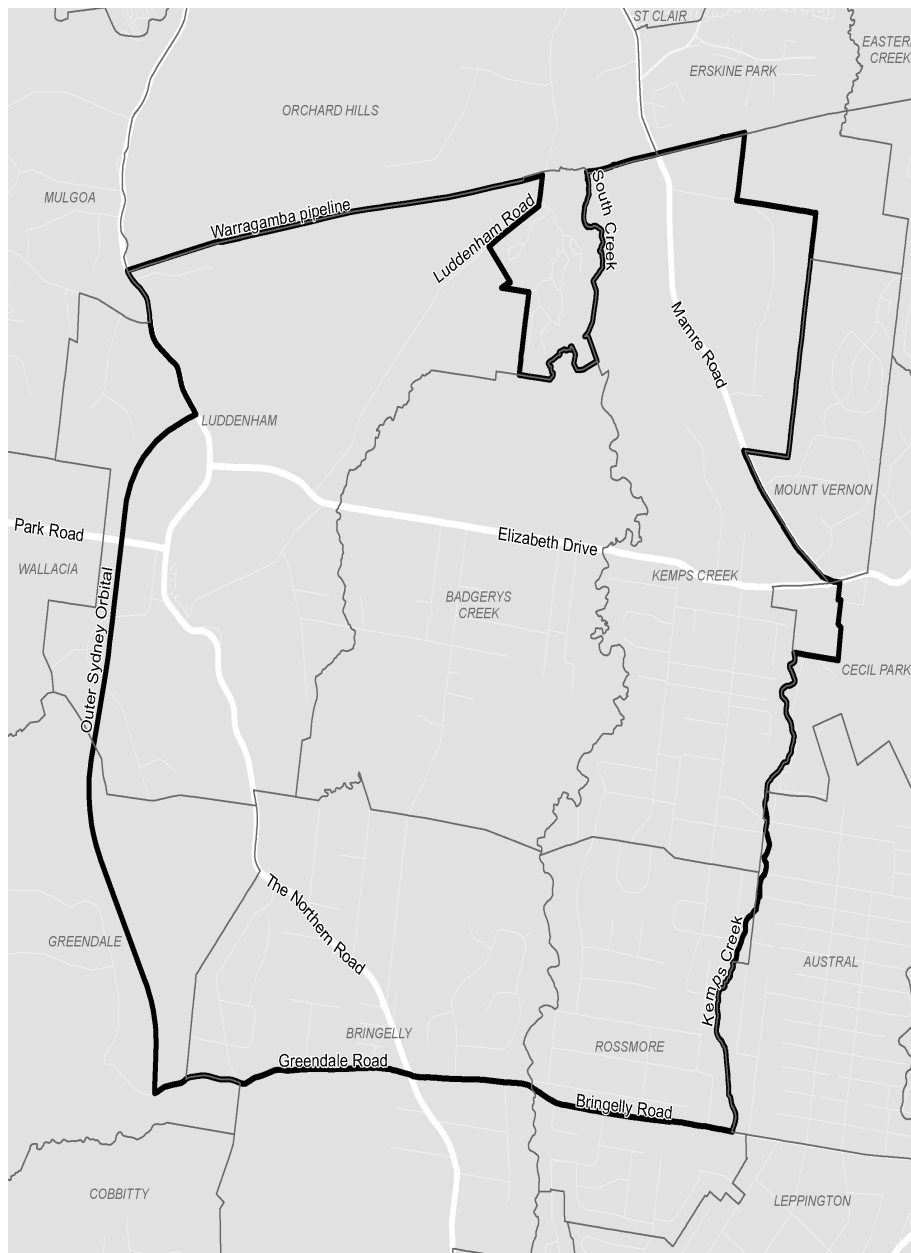 ST CLAIR
EASTER
CREEK
ERSKINE PARK
ORCHARD HILLS
MULGOA
South Creek
Warragamba pipeline
Luddenham Road
Mamre Road
LUDDENHAM
MOUNT VERNON
Park Road
Elizabeth Drive
WALLACIA
KEMPS CREEK
BADGERYS
CREEK
Outer Sydney Orbital
CECIL PARK
The Northern Road
GREENDALE
Kemps Creek
AUSTRAL
BRINGELLY
ROSSMORE
Greendale Road
Bringelly Road
COBBITTY
LEPPINGTON